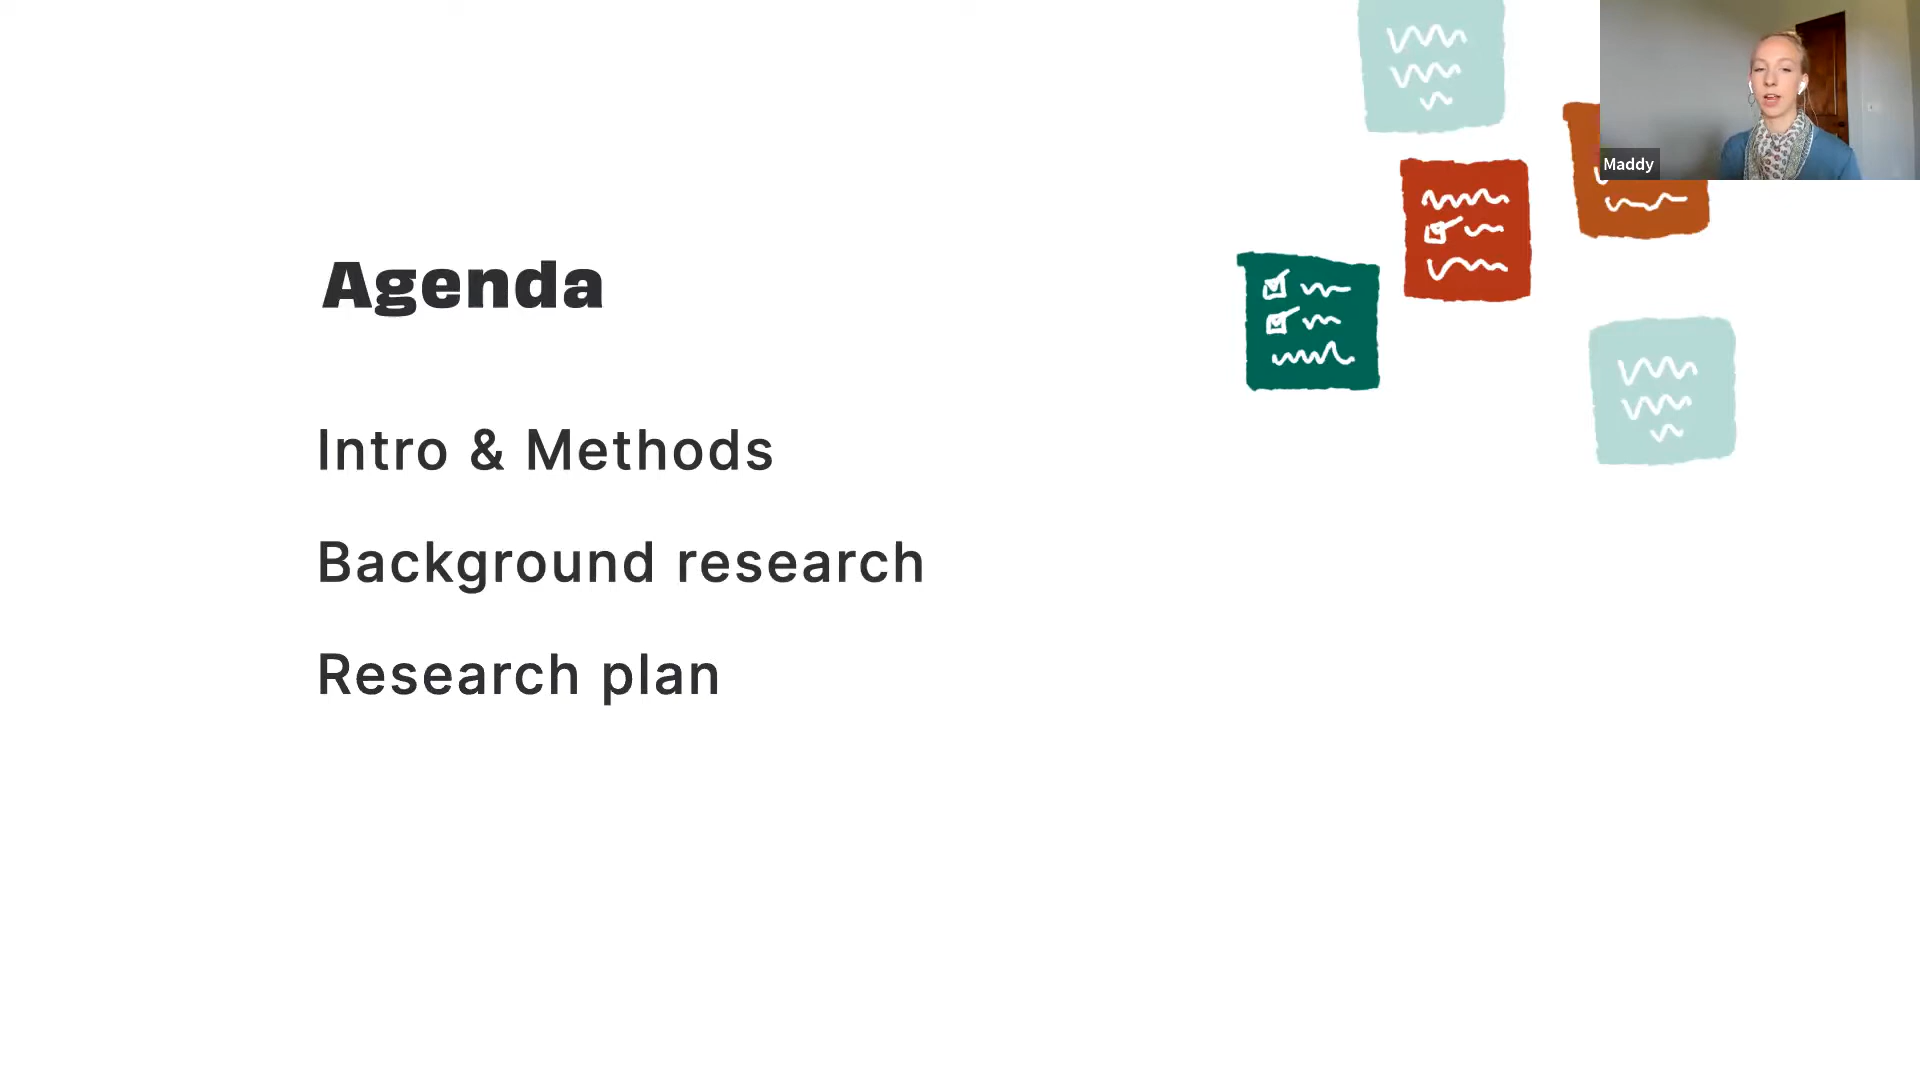 Maddy
Agenda
Intro & Methods
Background research
Research plan